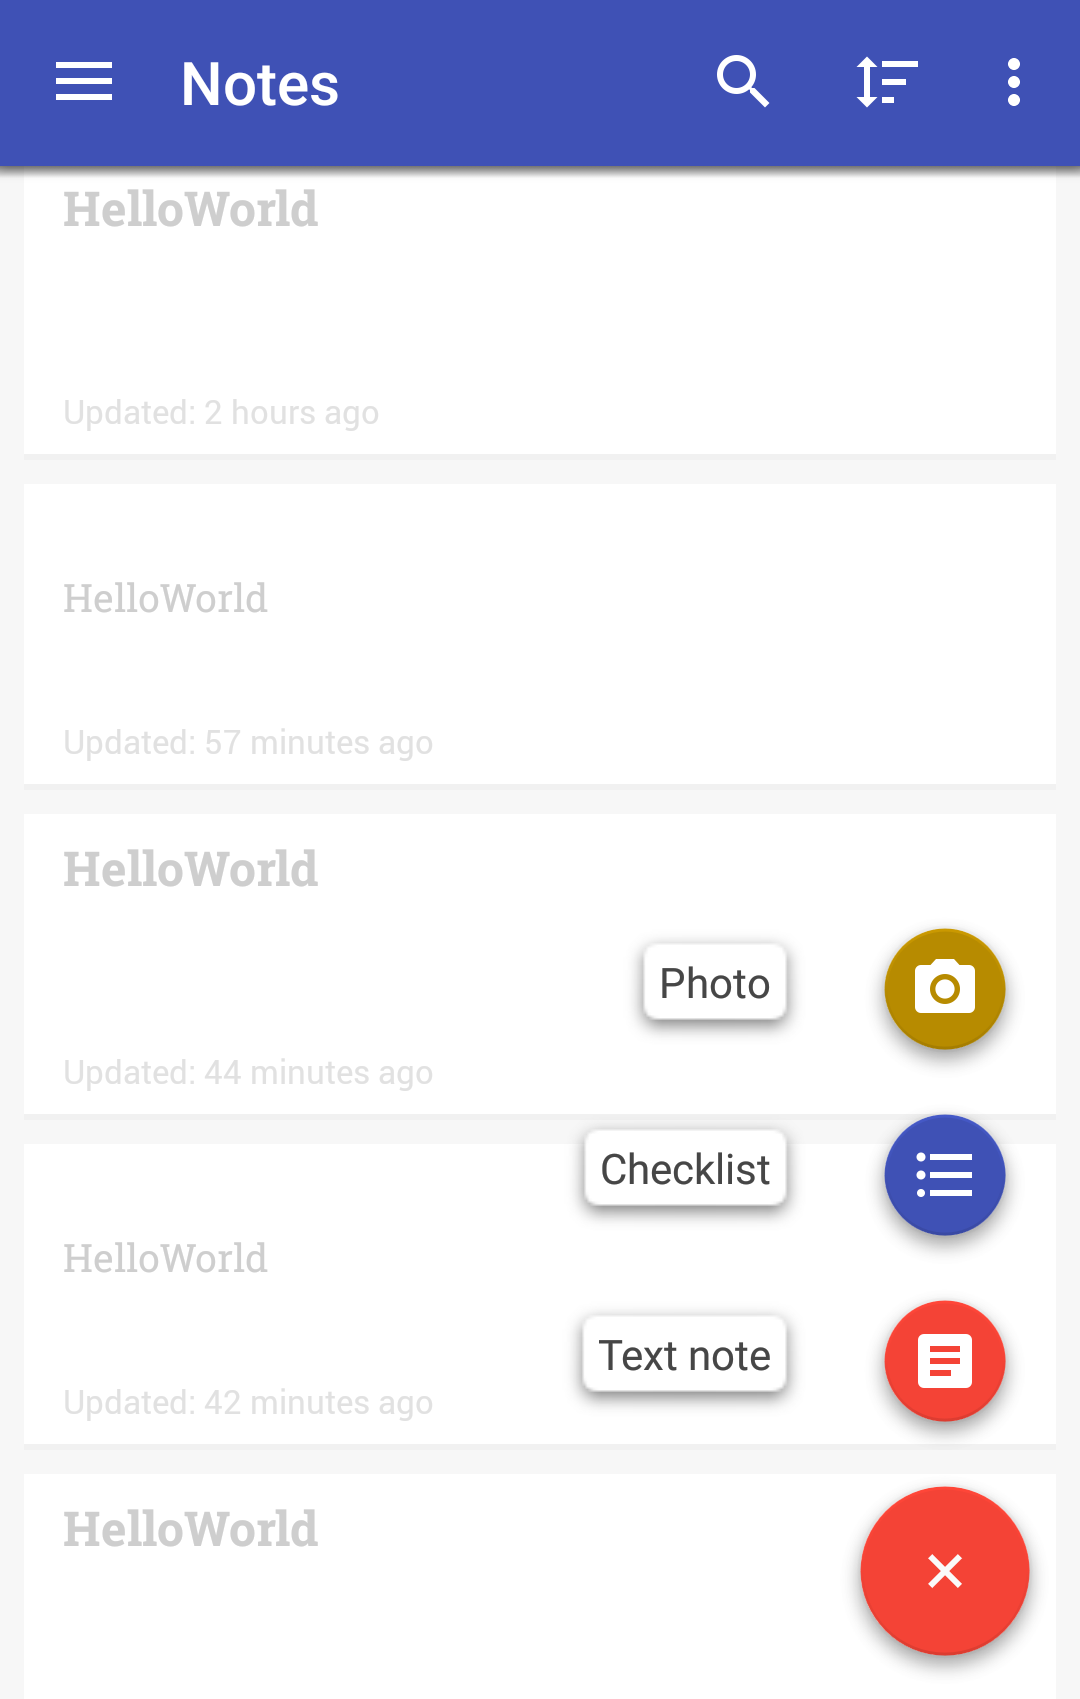 Notes
HelloWorld
Updated: 2 hours ago
HelloWorld
Updated: 57 minutes ago
HelloWorld
Photo
Updated: 44 minutes ago
Checklist
HelloWorld
Text note
Updated: 42 minutes ago
HelloWorld